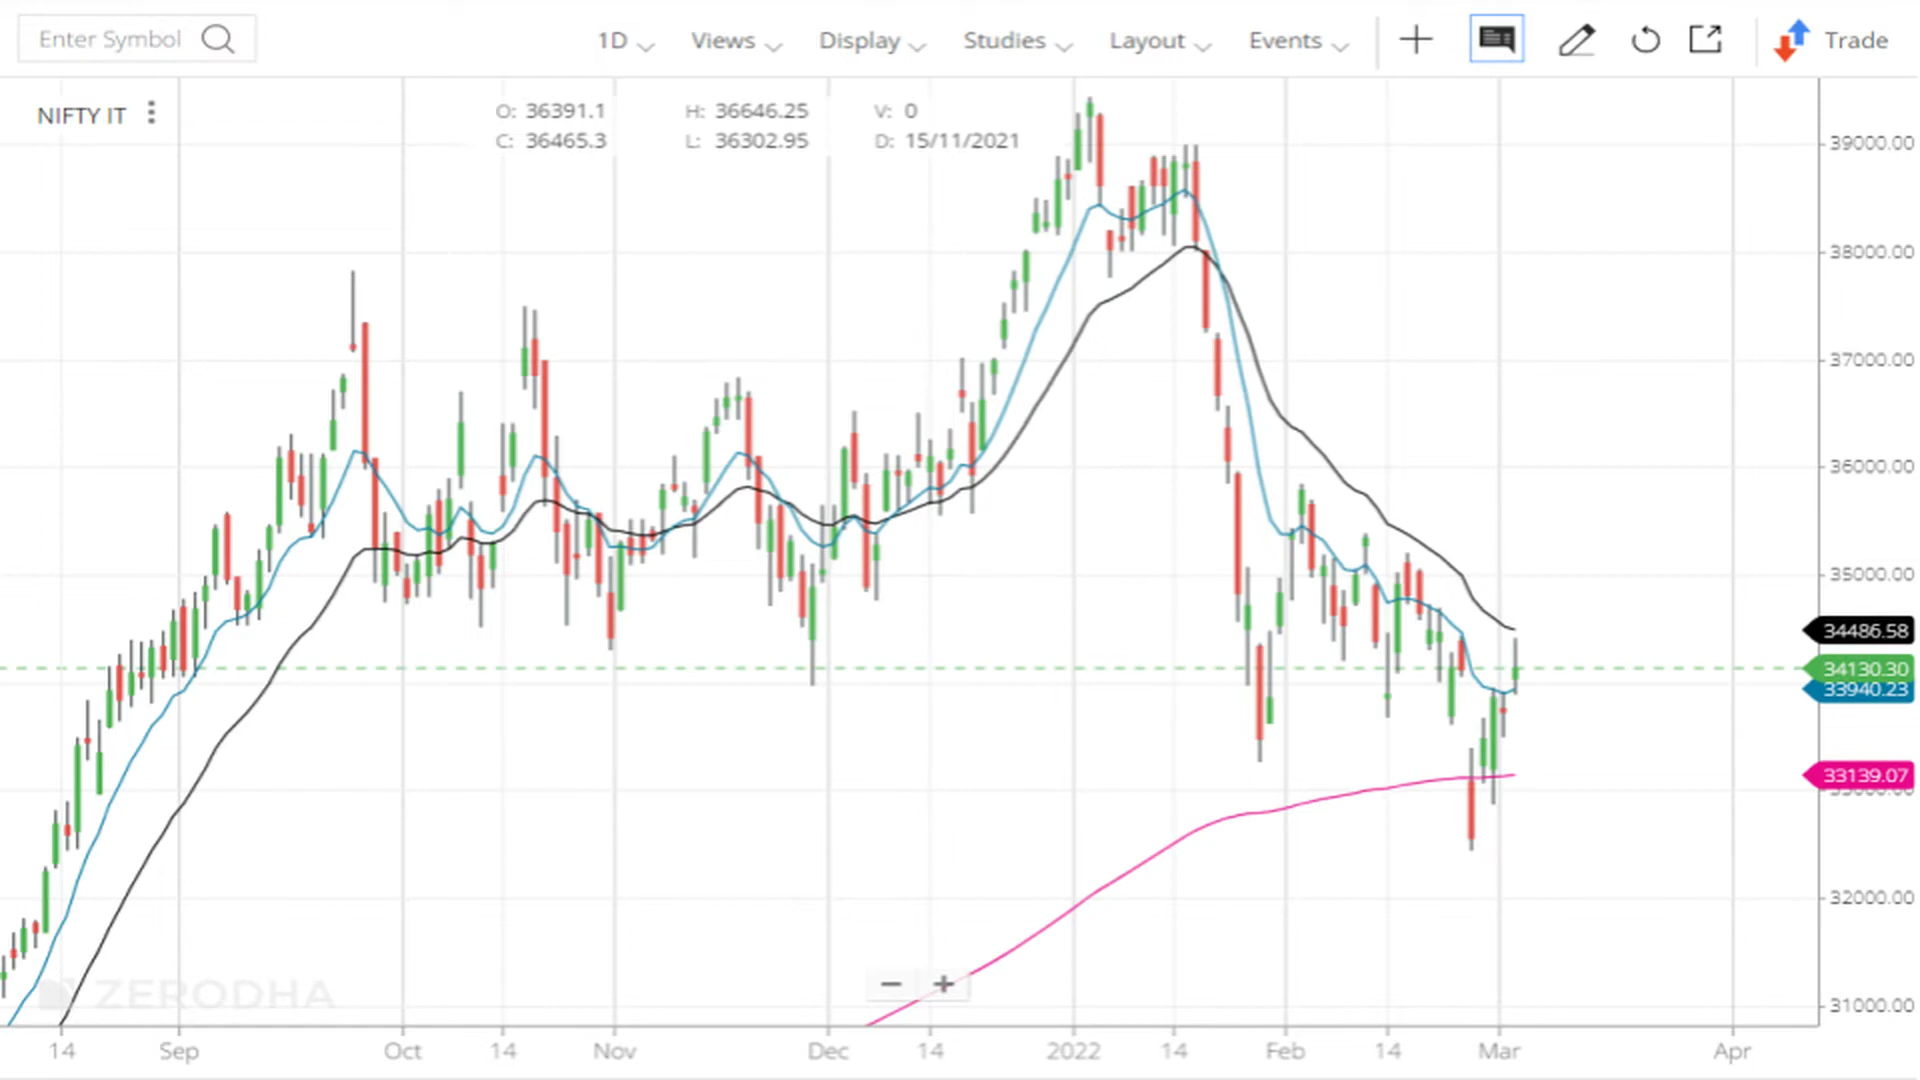 Enter Symbol
1D Views Display Studies Layout Events Trade
NIFTY IT
O: 36391.1 H: 36646.25 V: 0
C: 36465.3 L: 36302.95 D: 15/11/2021
39000.00
38000.00
37000.00
36000.00
35000.00
34486.58
34130.30
33940.23
33139.07
33000.00
32000.00
31000.00
ZERODHA
14 Sep Oct 14 Nov Dec 14 2022 14 Feb 14 Mar Apr